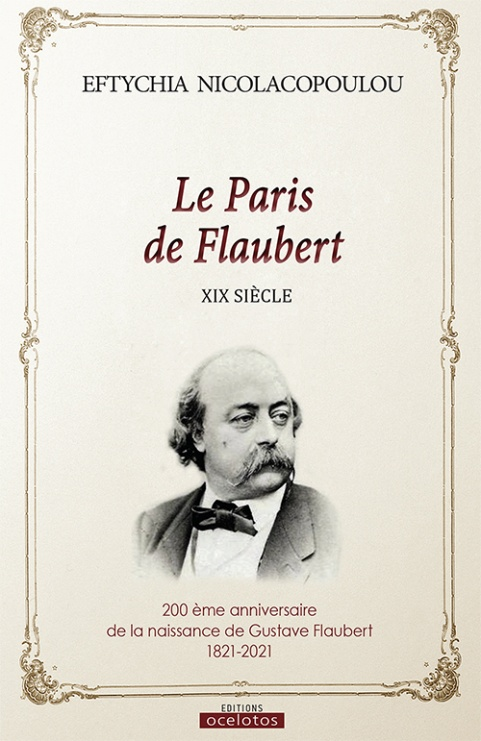 EFTYCHIA NICOLACOPOULOU
Le Paris
de Flaubert
XIX SIÈCLE
200 ème anniversaire
de la naissance de Gustave Flaubert
1821-2021
EDITIONS
ocelotos